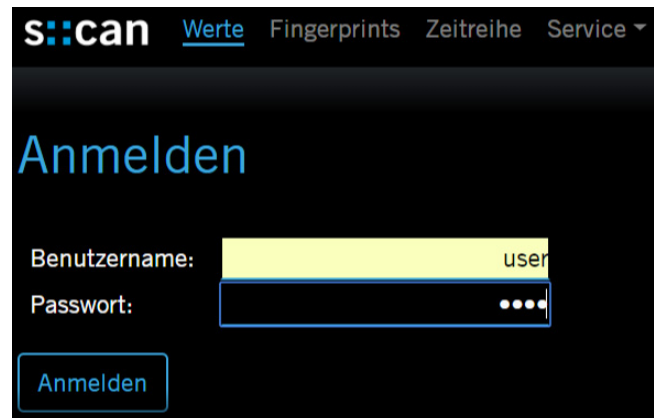 s::can Werte Fingerprints Zeitreihe Service
Anmelden
Benutzername: user
Passwort: ••••
Anmelden